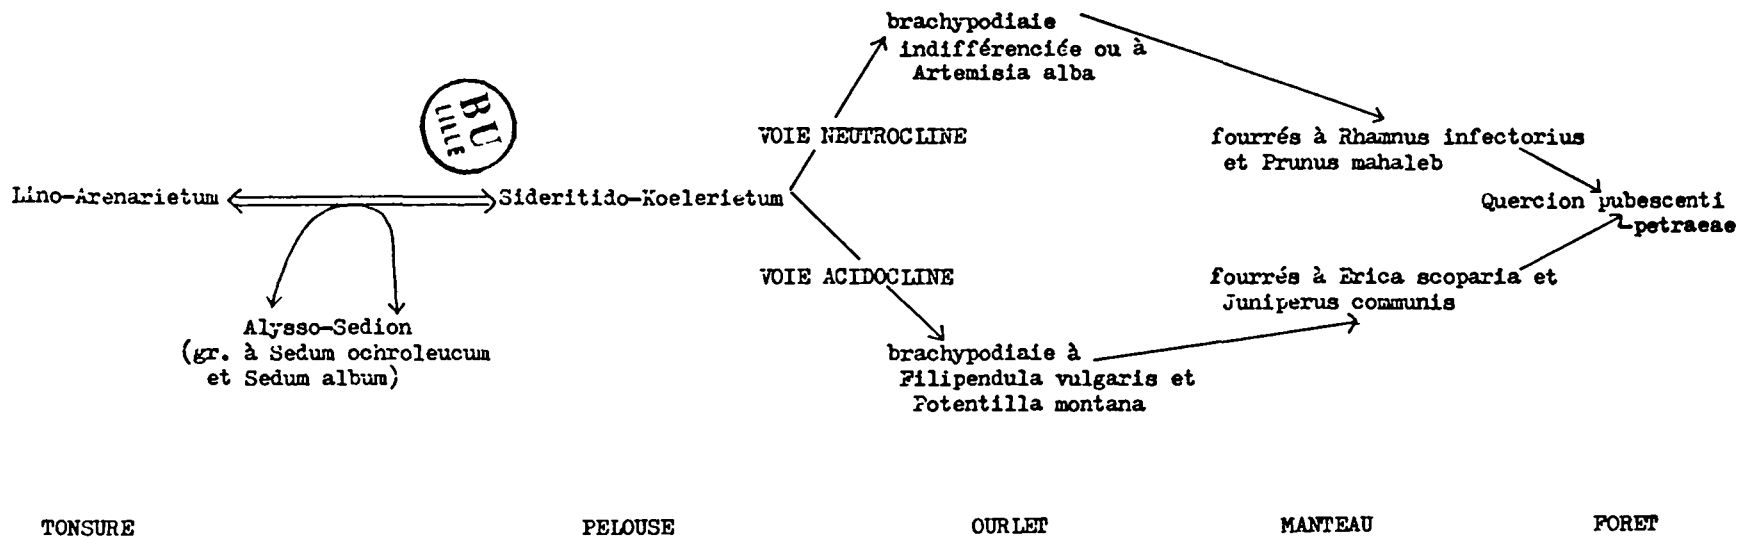 brachypodiaie
indifférenciée ou à
Artemisia alba
BU
LILLE
VOIE NEUTROCLINE
fourrés à Rhamnus infectorius
et Prunus mahaleb
Lino-Arenarietum
Sideritido-Koelerietum
Quercion pubescenti
-petraeae
VOIE ACIDOCLINE
fourrés à Erica scoparia et
Juniperus communis
Alysso-Sedion
(gr. à Sedum ochroleucum
et Sedum album)
brachypodiaie à
Filipendula vulgaris et
Potentilla montana
TONSURE
PELOUSE
OURLET
MANTEAU
FORET